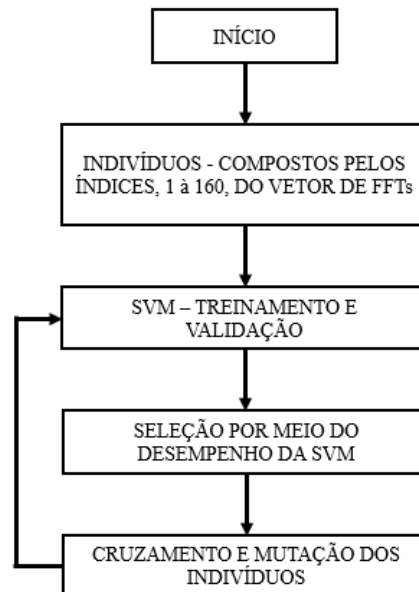 INÍCIO
INDIVÍDUOS - COMPOSTOS PELOS
ÍNDICES, 1 à 160, DO VETOR DE FFTs
SVM – TREINAMENTO E
VALIDAÇÃO
SELEÇÃO POR MEIO DO
DESEMPENHO DA SVM
CRUZAMENTO E MUTAÇÃO DOS
INDIVÍDUOS